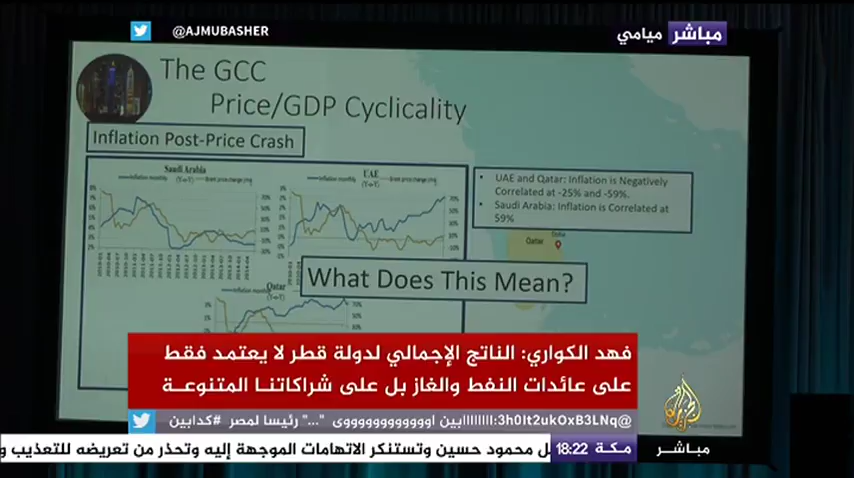 @AJMUBASHER
مباشر ميامي
The GCC
Price/GDP Cyclicality
Inflation Post-Price Crash
Saudi Arabia
(Y-o-Y)
UAE
(Y-o-Y)
UAE and Qatar: Inflation is Negatively
Correlated at -25% and -59%.
Saudi Arabia: Inflation is Correlated at
59%
Qatar
Doha
What Does This Mean?
Qatar
(Y-o-Y)
فهد الكواري: الناتج الإجمالي لدولة قطر لا يعتمد فقط
على عائدات النفط والغاز بل على شراكاتنا المتنوعة
رئيسا لمصر #كدابين
الجزيرة
مباشر
مكة 18:22
ل محمود حسين وتستنكر الاتهامات الموجهة إليه وتحذر من تعريضه للتعذيب و